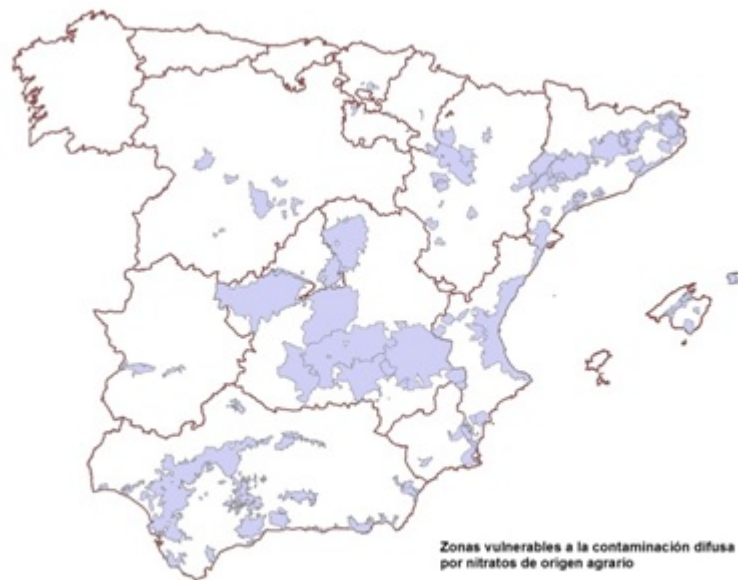 Zonas vulnerables a la contaminación difusa
por nitratos de origen agrario